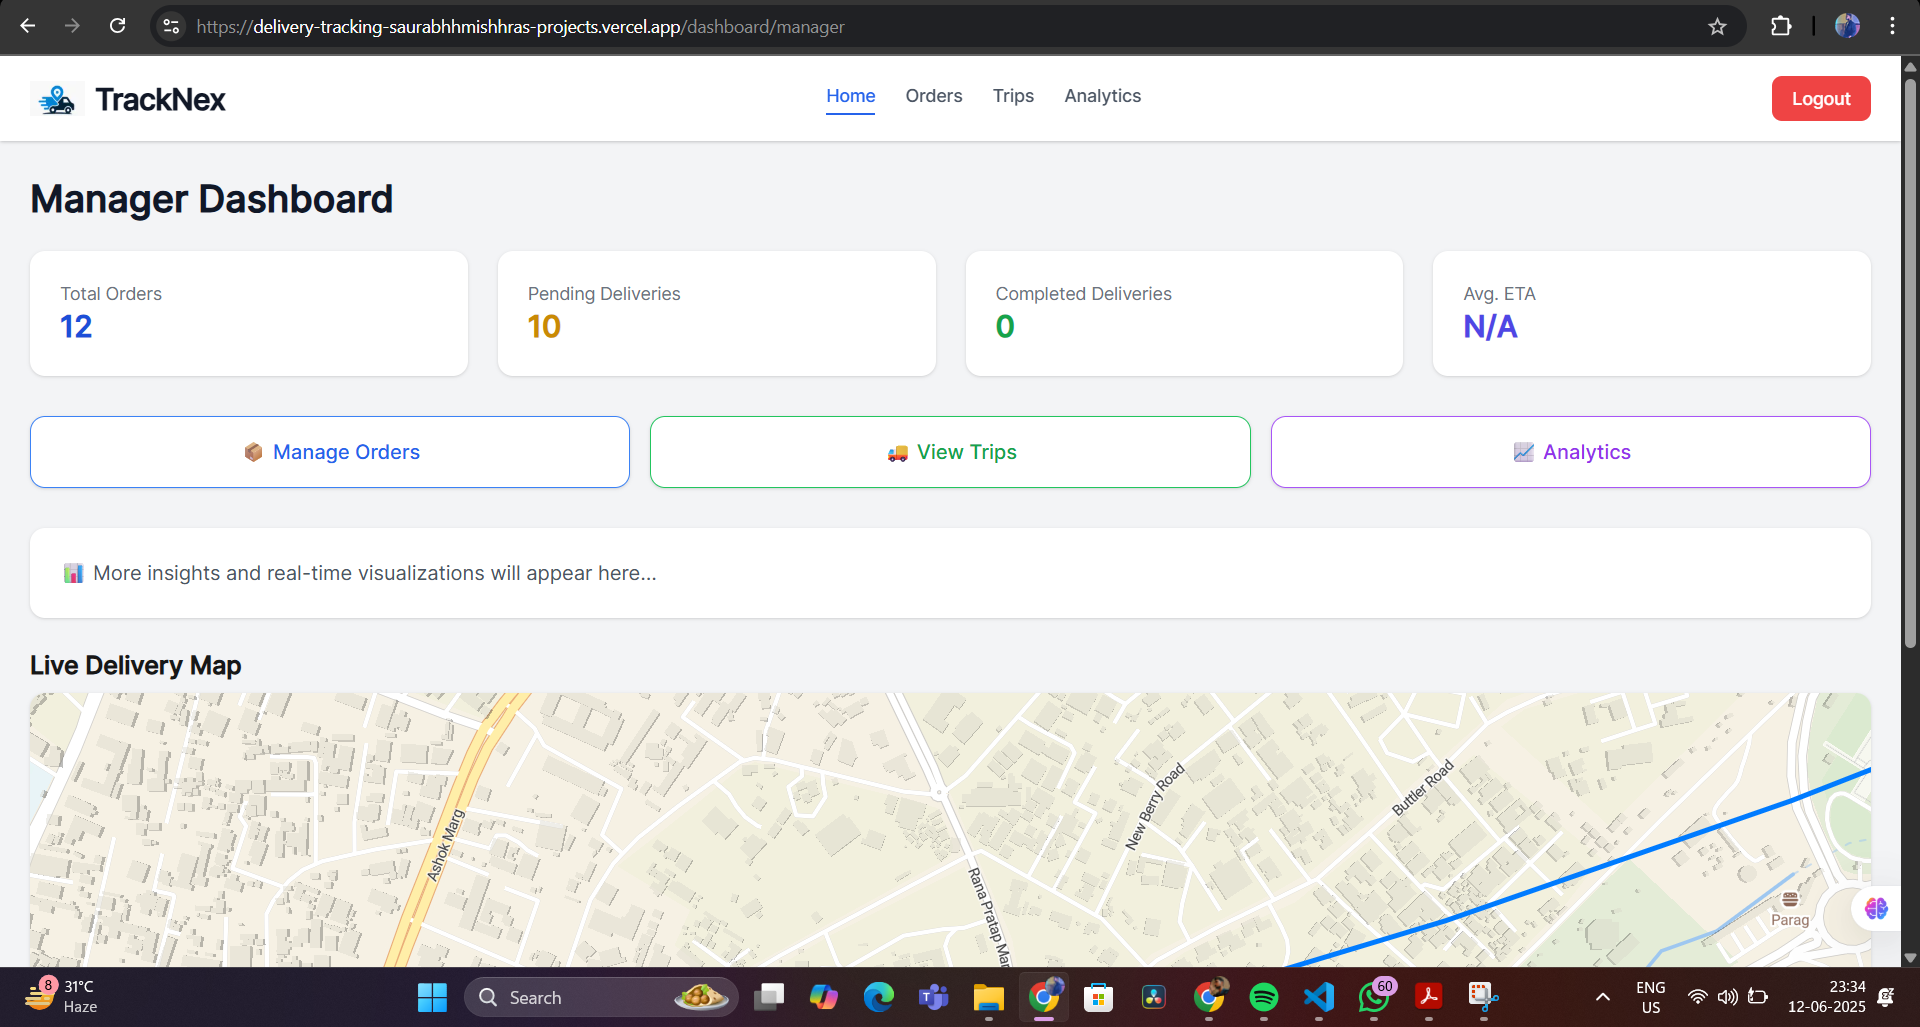 https://delivery-tracking-saurabhhmishhras-projects.vercel.app/dashboard/manager
TrackNex
Home
Orders
Trips
Analytics
Logout
Manager Dashboard
Total Orders
12
Pending Deliveries
10
Completed Deliveries
0
Avg. ETA
N/A
Manage Orders
View Trips
Analytics
More insights and real-time visualizations will appear here...
Live Delivery Map
Ashok Marg
New Berry Road
Buttler Road
Rana Pratap Mar
Parag
8
31°C
Haze
Search
60
ENG
US
23:34
12-06-2025